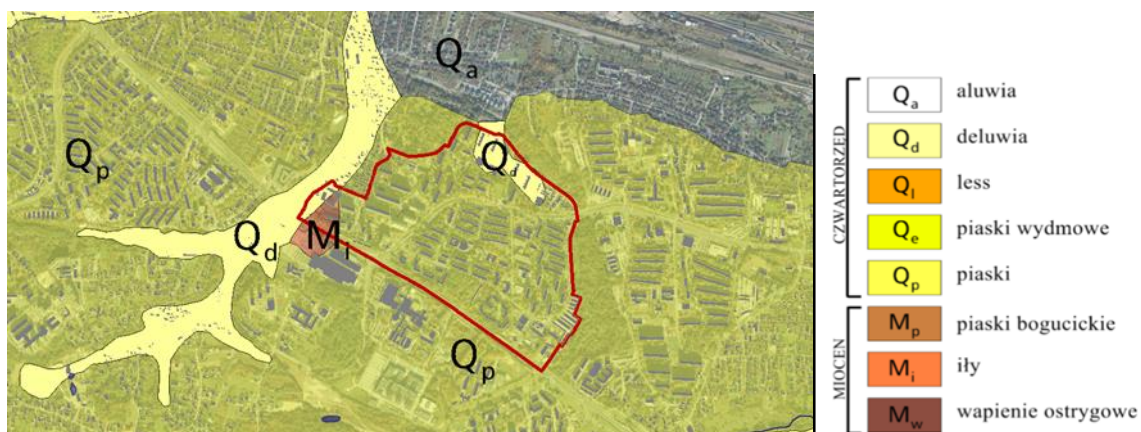 Qa
Qp
Qd
Qd
Mi
Qp
CZWARTORZĘD
Qa aluwia
Qd deluwia
Ql less
Qe piaski wydmowe
Qp piaski
MIOCEN
Mp piaski bogucickie
Mi iły
Mw wapienie ostrygowe